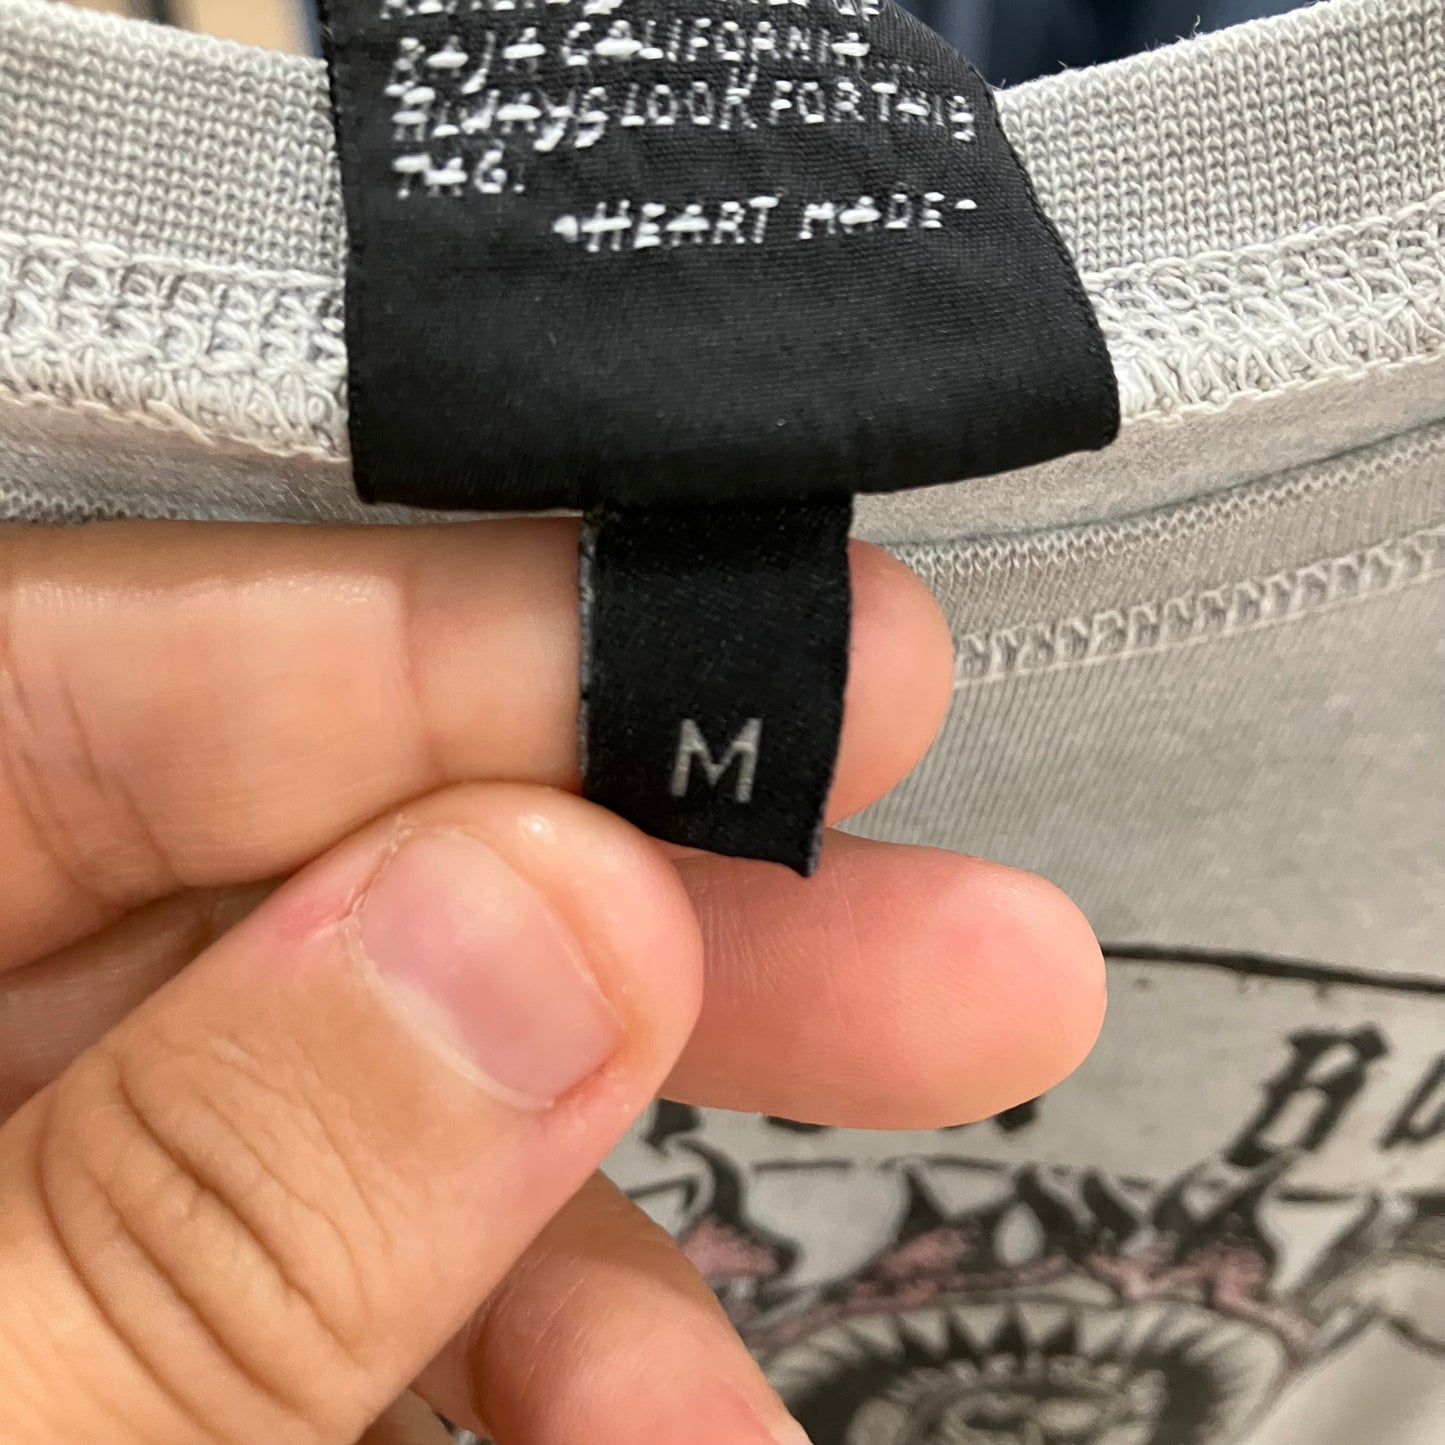 BAJA CALIFORNIA
ALWAYS LOOK FOR THIS
TAG!
•HEART MADE•
M